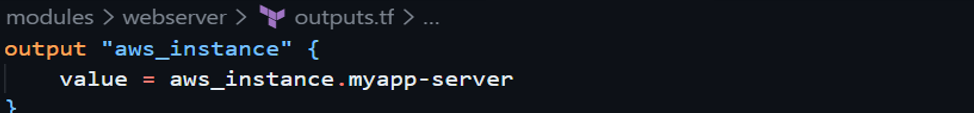 modules > webserver > outputs.tf > ...
output "aws_instance" {
    value = aws_instance.myapp-server
}